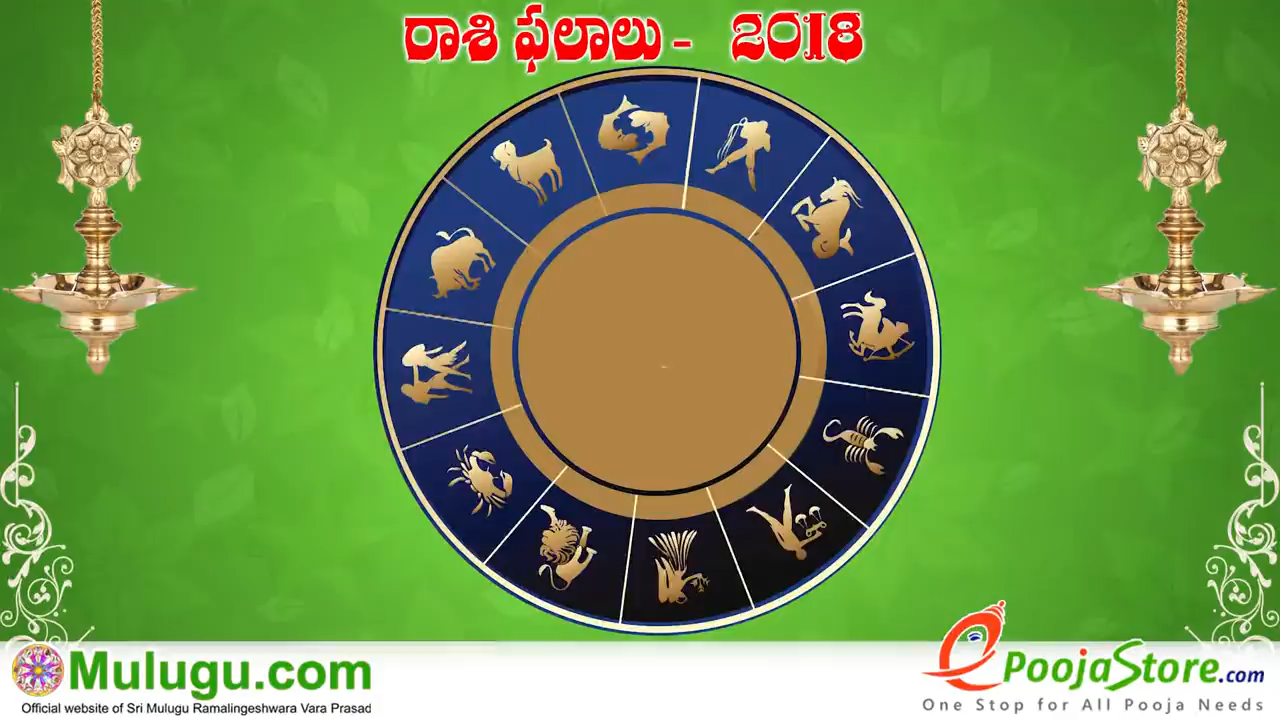 రాశి ఫలాలు - 2018
Mulugu.com
Official website of Sri Mulugu Ramalingeshwara Vara Prasad
ePoojaStore.com
One Stop for All Pooja Needs